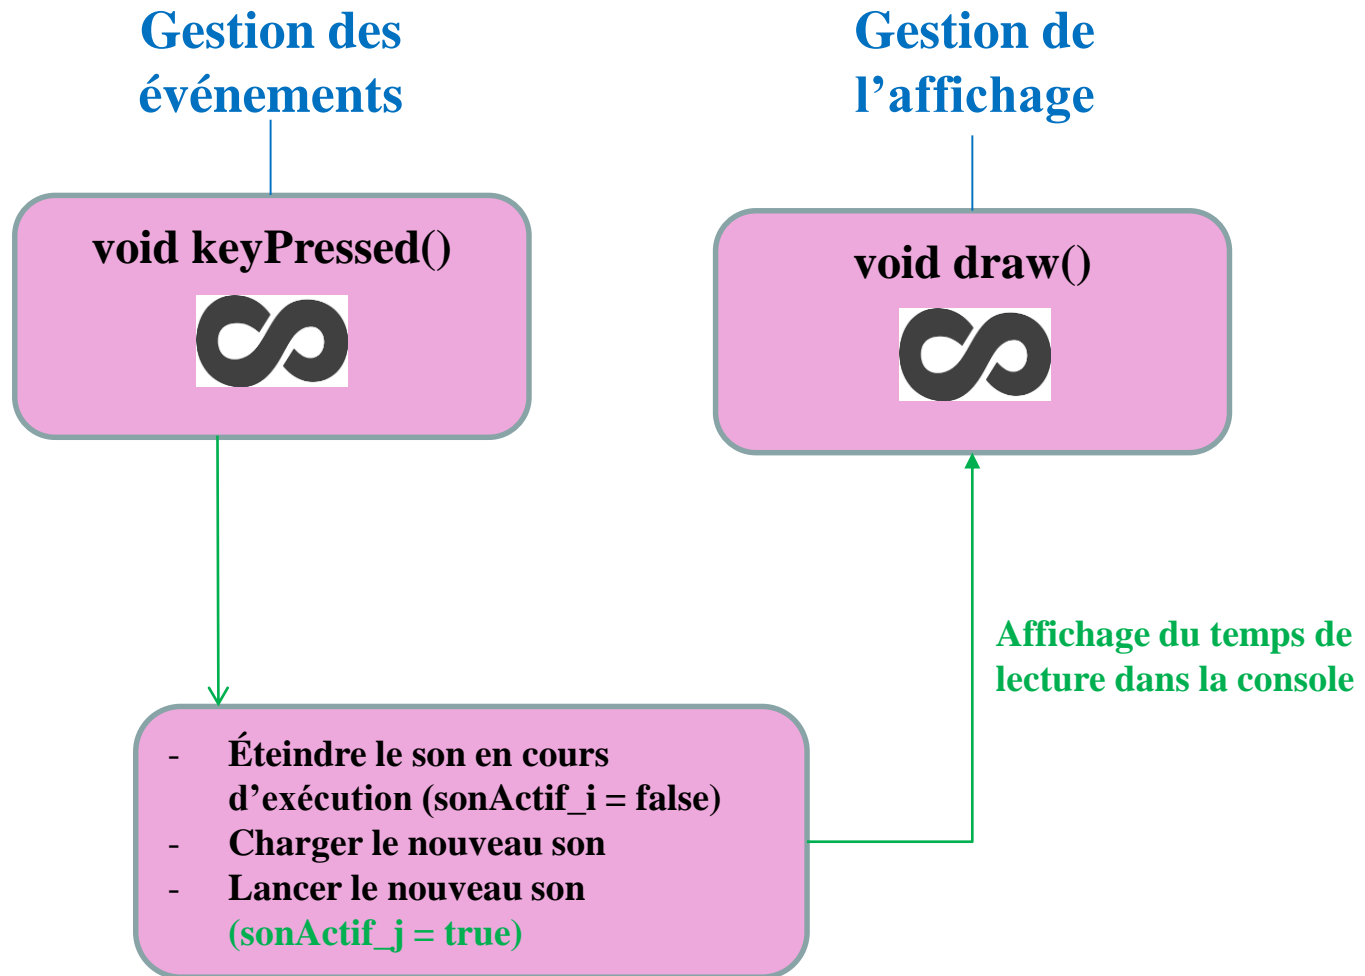 Gestion des
événements
void keyPressed()
Gestion de
l’affichage
void draw()
Affichage du temps de
lecture dans la console
- Éteindre le son en cours
d’exécution (sonActif_i = false)
- Charger le nouveau son
- Lancer le nouveau son
(sonActif_j = true)